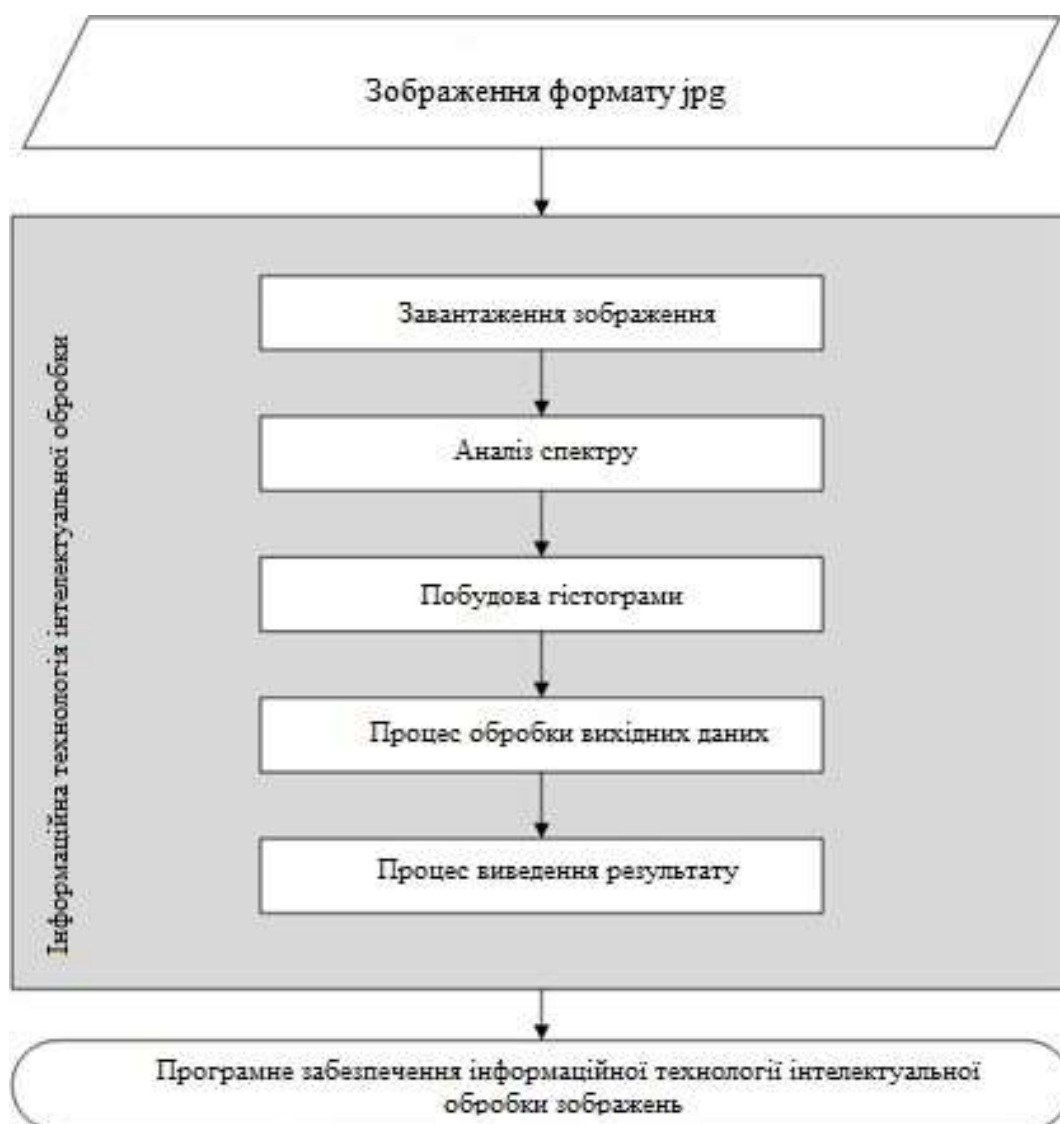 Зображення формату jpg
Інформаційна технологія інтелектуальної обробки
Завантаження зображення
Аналіз спектру
Побудова гістограми
Процес обробки вихідних даних
Процес виведення результату
Програмне забезпечення інформаційної технології інтелектуальної
обробки зображень